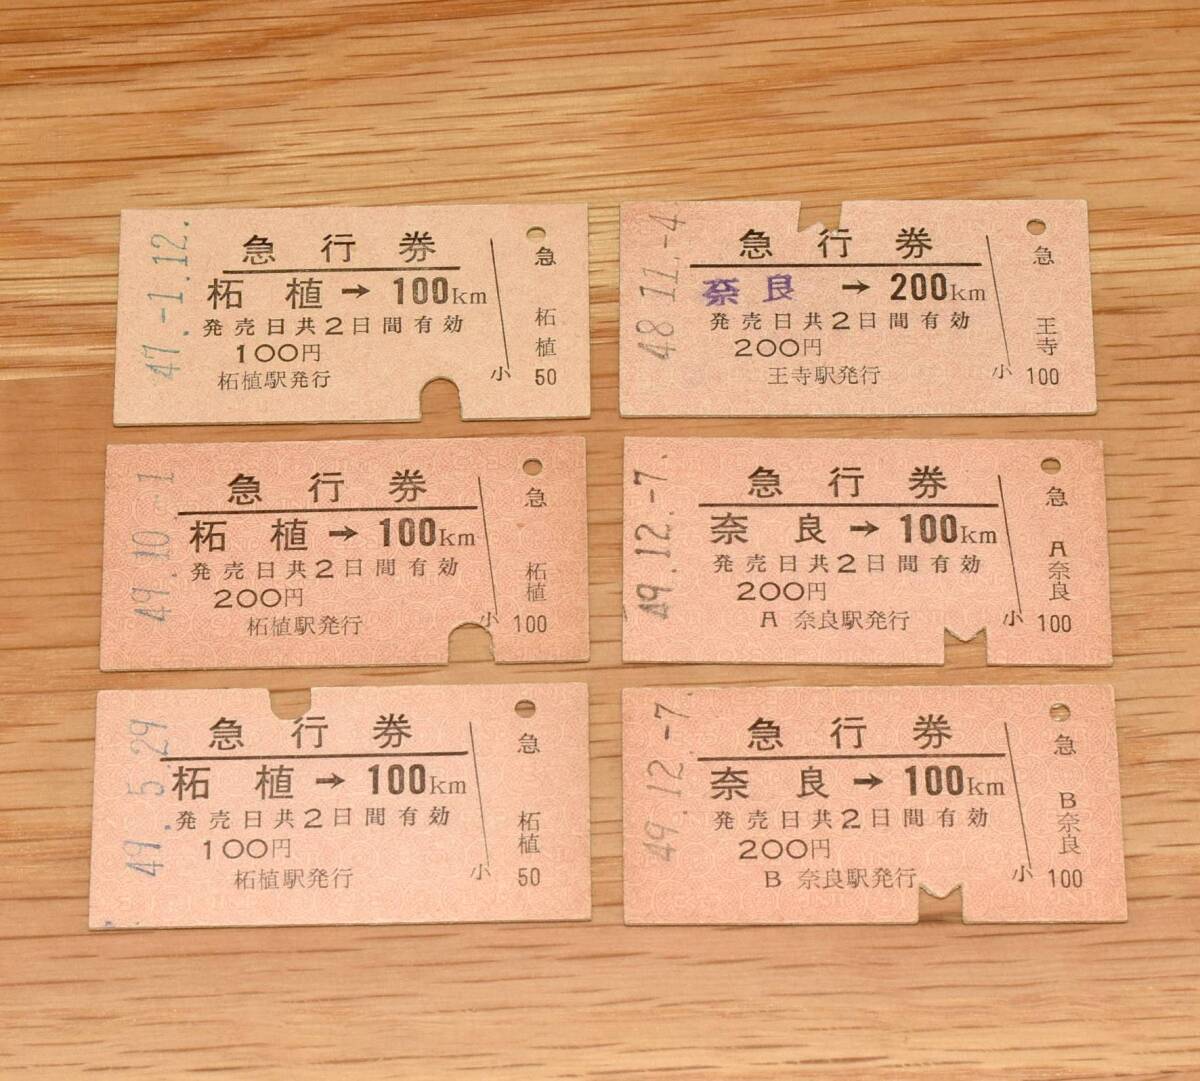 47.-1.12.
急行券
柘植→100km
発売日共2日間有効
100円
柘植駅発行
小
急
柘植
50
48.11.-4
急行券
奈良→200km
発売日共2日間有効
200円
王寺駅発行
小
急
王寺
100
49.10.-1
急行券
柘植→100km
発売日共2日間有効
200円
柘植駅発行
小
急
柘植
100
49.12.-7.
急行券
奈良→100km
発売日共2日間有効
200円
A 奈良駅発行
小
急
A奈良
100
49.5.29
急行券
柘植→100km
発売日共2日間有効
100円
柘植駅発行
小
急
柘植
50
49.12.-7
急行券
奈良→100km
発売日共2日間有効
200円
B 奈良駅発行
小
急
B奈良
100